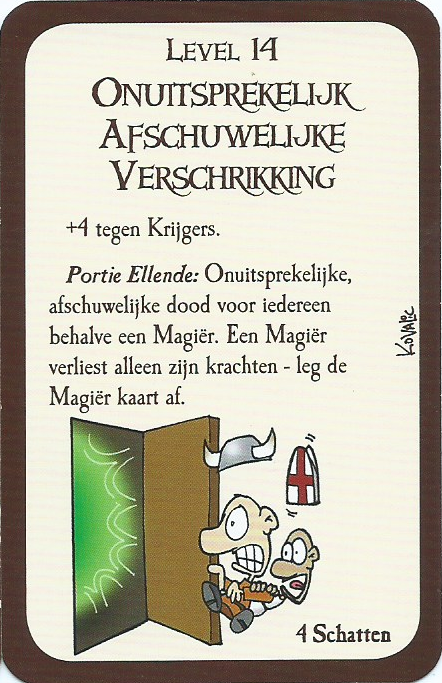 Level 14
Onuitsprekelijk
Afschuwelijke
Verschrikking
+4 tegen Krijgers.
Portie Ellende: Onuitsprekelijke,
afschuwelijke dood voor iedereen
behalve een Magiër. Een Magiër
verliest alleen zijn krachten - leg de
Magiër kaart af.
Kovalic
4 Schatten